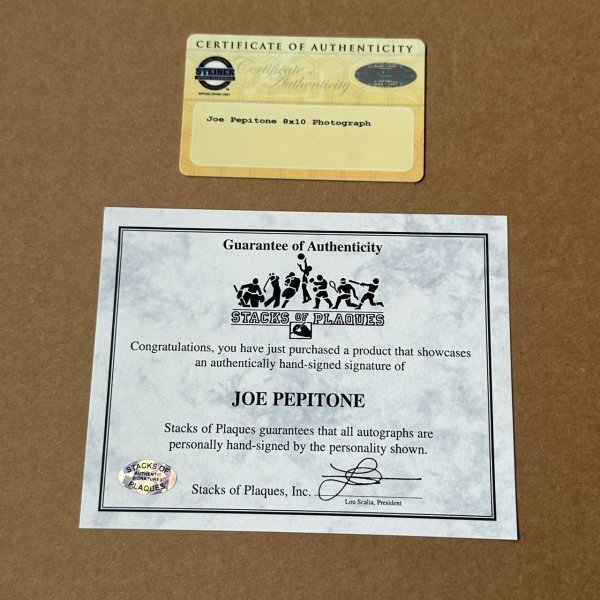 CERTIFICATE OF AUTHENTICITY
STEINER
Certificate of
Authenticity
Joe Pepitone 8x10 Photograph
Guarantee of Authenticity
STACKS OF PLAQUES
Congratulations, you have just purchased a product that showcases
an authentically hand-signed signature of
JOE PEPITONE
Stacks of Plaques guarantees that all autographs are
personally hand-signed by the personality shown.
STACKS OF
AUTHENTIC
SIGNATURES
PLAQUES
Stacks of Plaques, Inc.
Lou Scalia, President